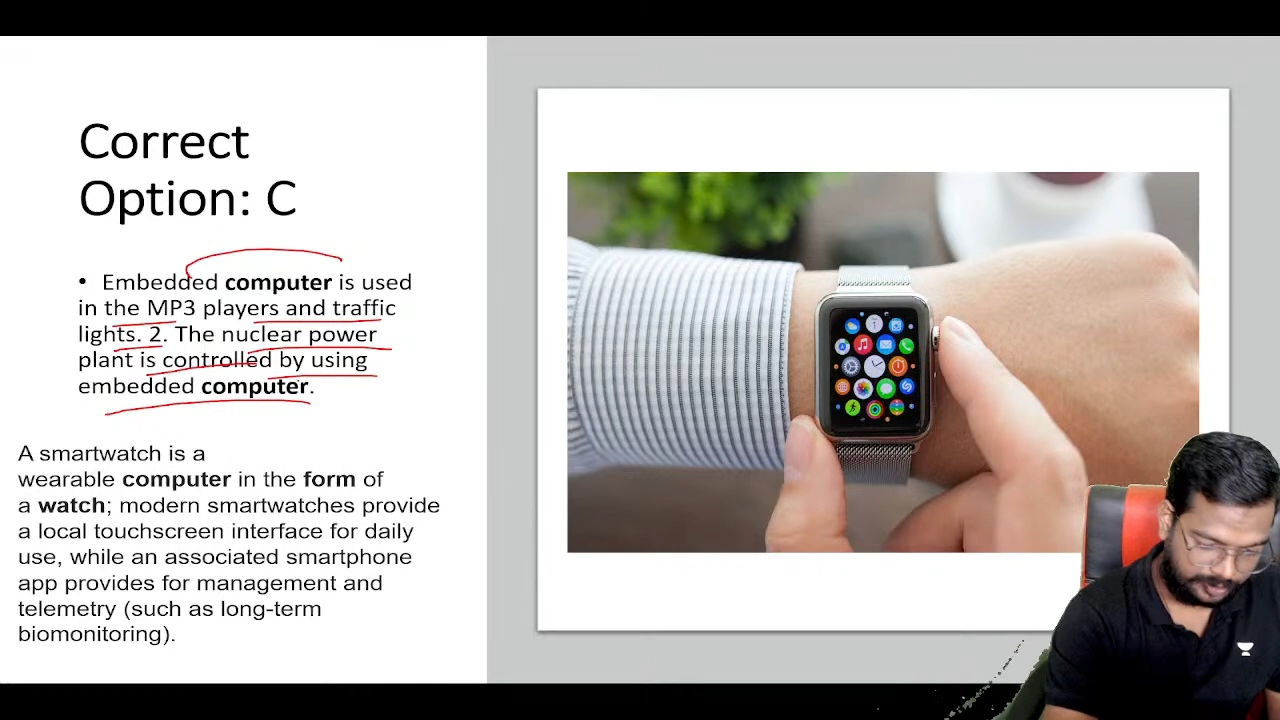 Correct
Option: C
• Embedded computer is used
in the MP3 players and traffic
lights. 2. The nuclear power
plant is controlled by using
embedded computer.
A smartwatch is a
wearable computer in the form of
a watch; modern smartwatches provide
a local touchscreen interface for daily
use, while an associated smartphone
app provides for management and
telemetry (such as long-term
biomonitoring).